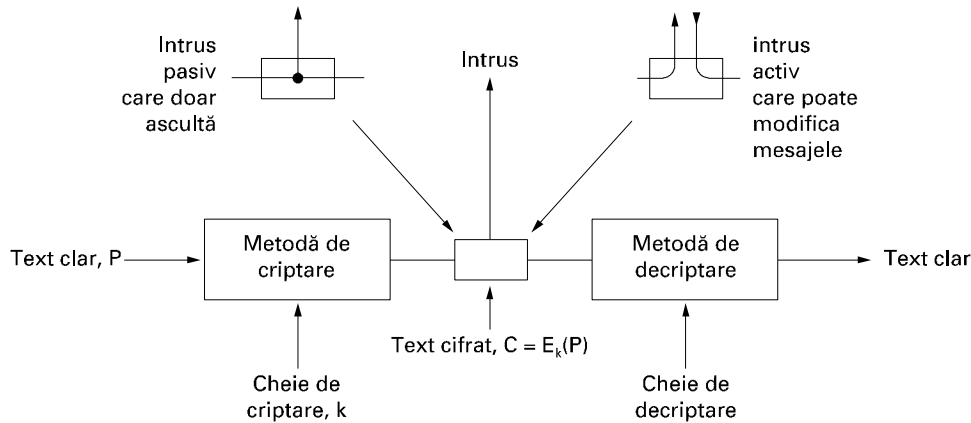 Intrus
pasiv
care doar
ascultă
Intrus
intrus
activ
care poate
modifica
mesajele
Text clar, P
Metodă de
criptare
Metodă de
decriptare
Text clar
Text cifrat, C = Eₖ(P)
Cheie de
criptare, k
Cheie de
decriptare